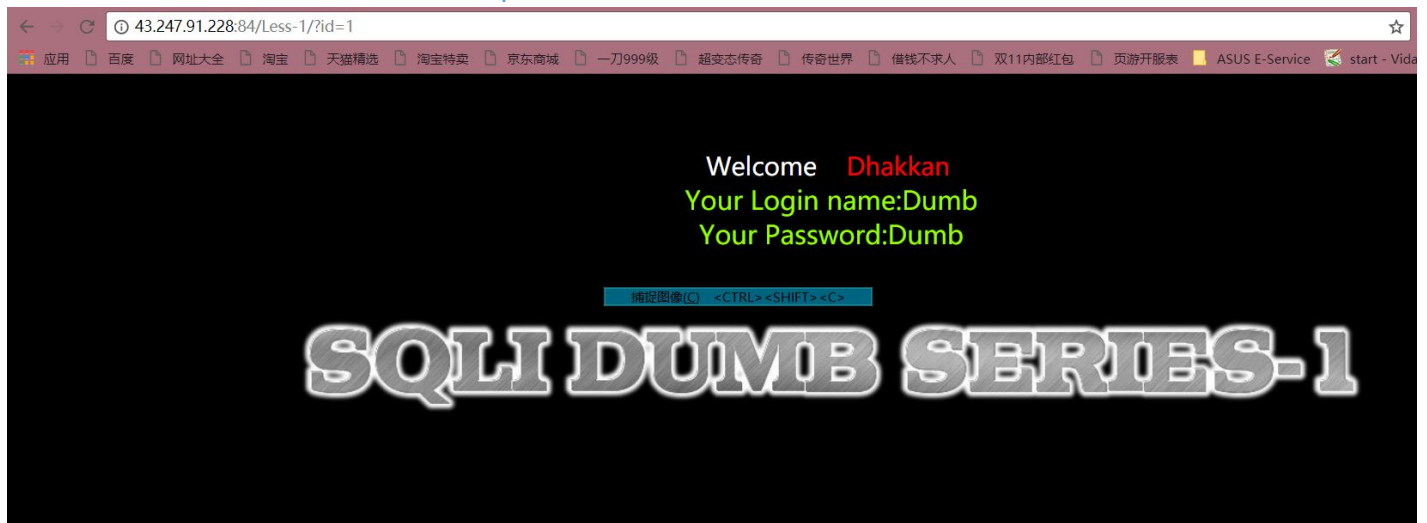 43.247.91.228:84/Less-1/?id=1
应用 百度 网址大全 淘宝 天猫精选 淘宝特卖 京东商城 一刀999级 超变态传奇 传奇世界 借钱不求人 双11内部红包 页游开服表 ASUS E-Service start - Vida
Welcome Dhakkan
Your Login name:Dumb
Your Password:Dumb
捕捉图像(C) <CTRL><SHIFT><C>
SQLI DUMB SERIES-1